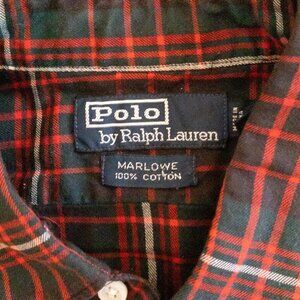 Polo
by Ralph Lauren
MARLOWE
100% COTTON